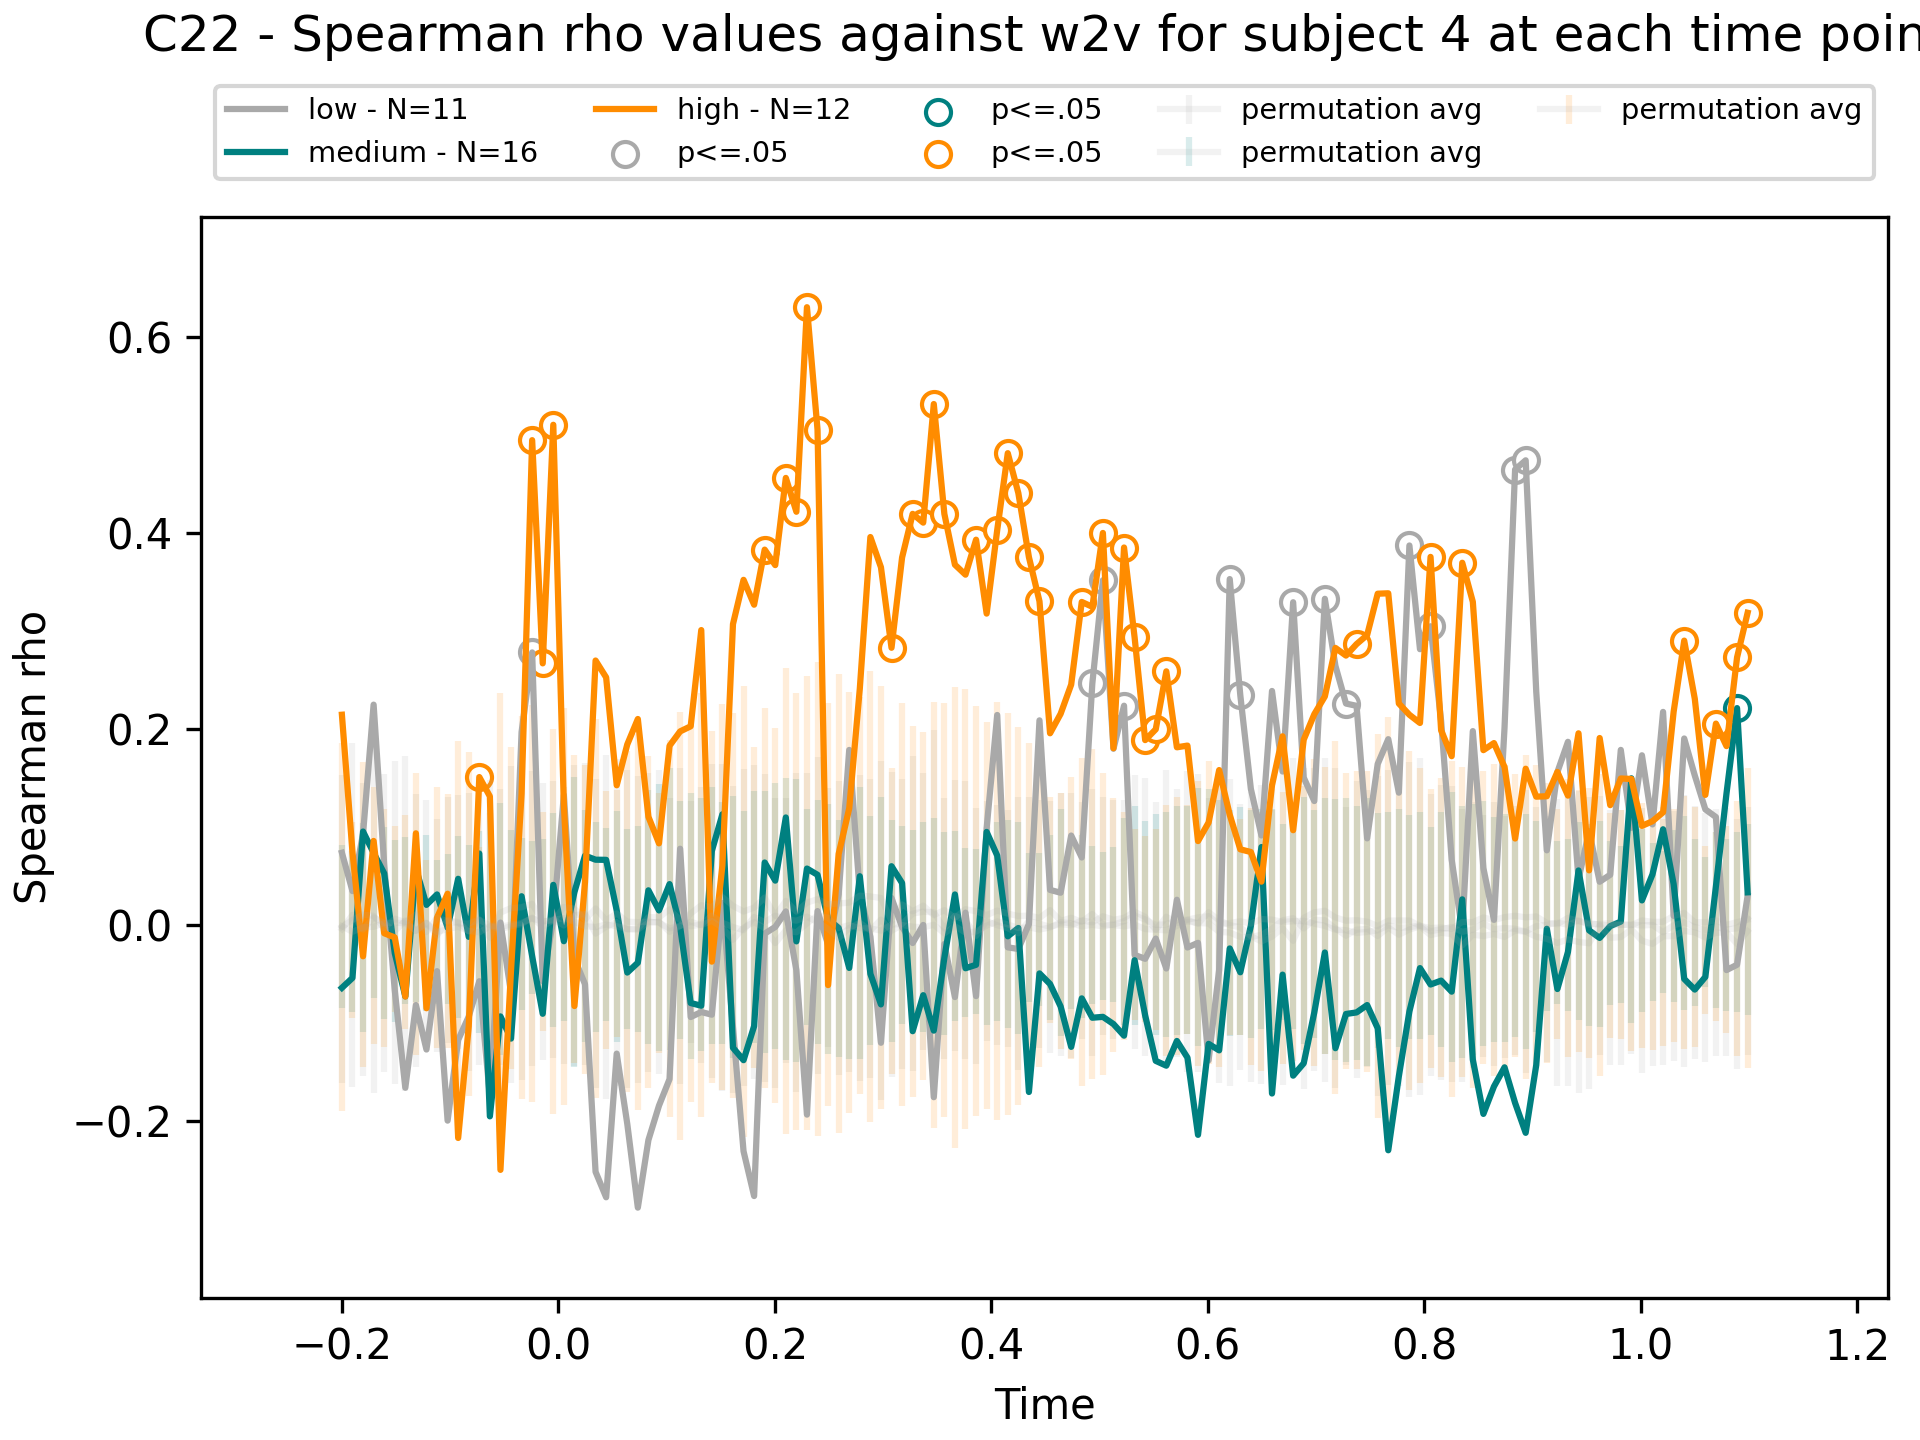 C22 - Spearman rho values against w2v for subject 4 at each time poin
low - N=11 high - N=12 p<=.05 permutation avg permutation avg
medium - N=16 p<=.05 p<=.05 permutation avg
0.6
0.4
0.2
0.0
−0.2
Spearman rho
−0.2 0.0 0.2 0.4 0.6 0.8 1.0 1.2
Time